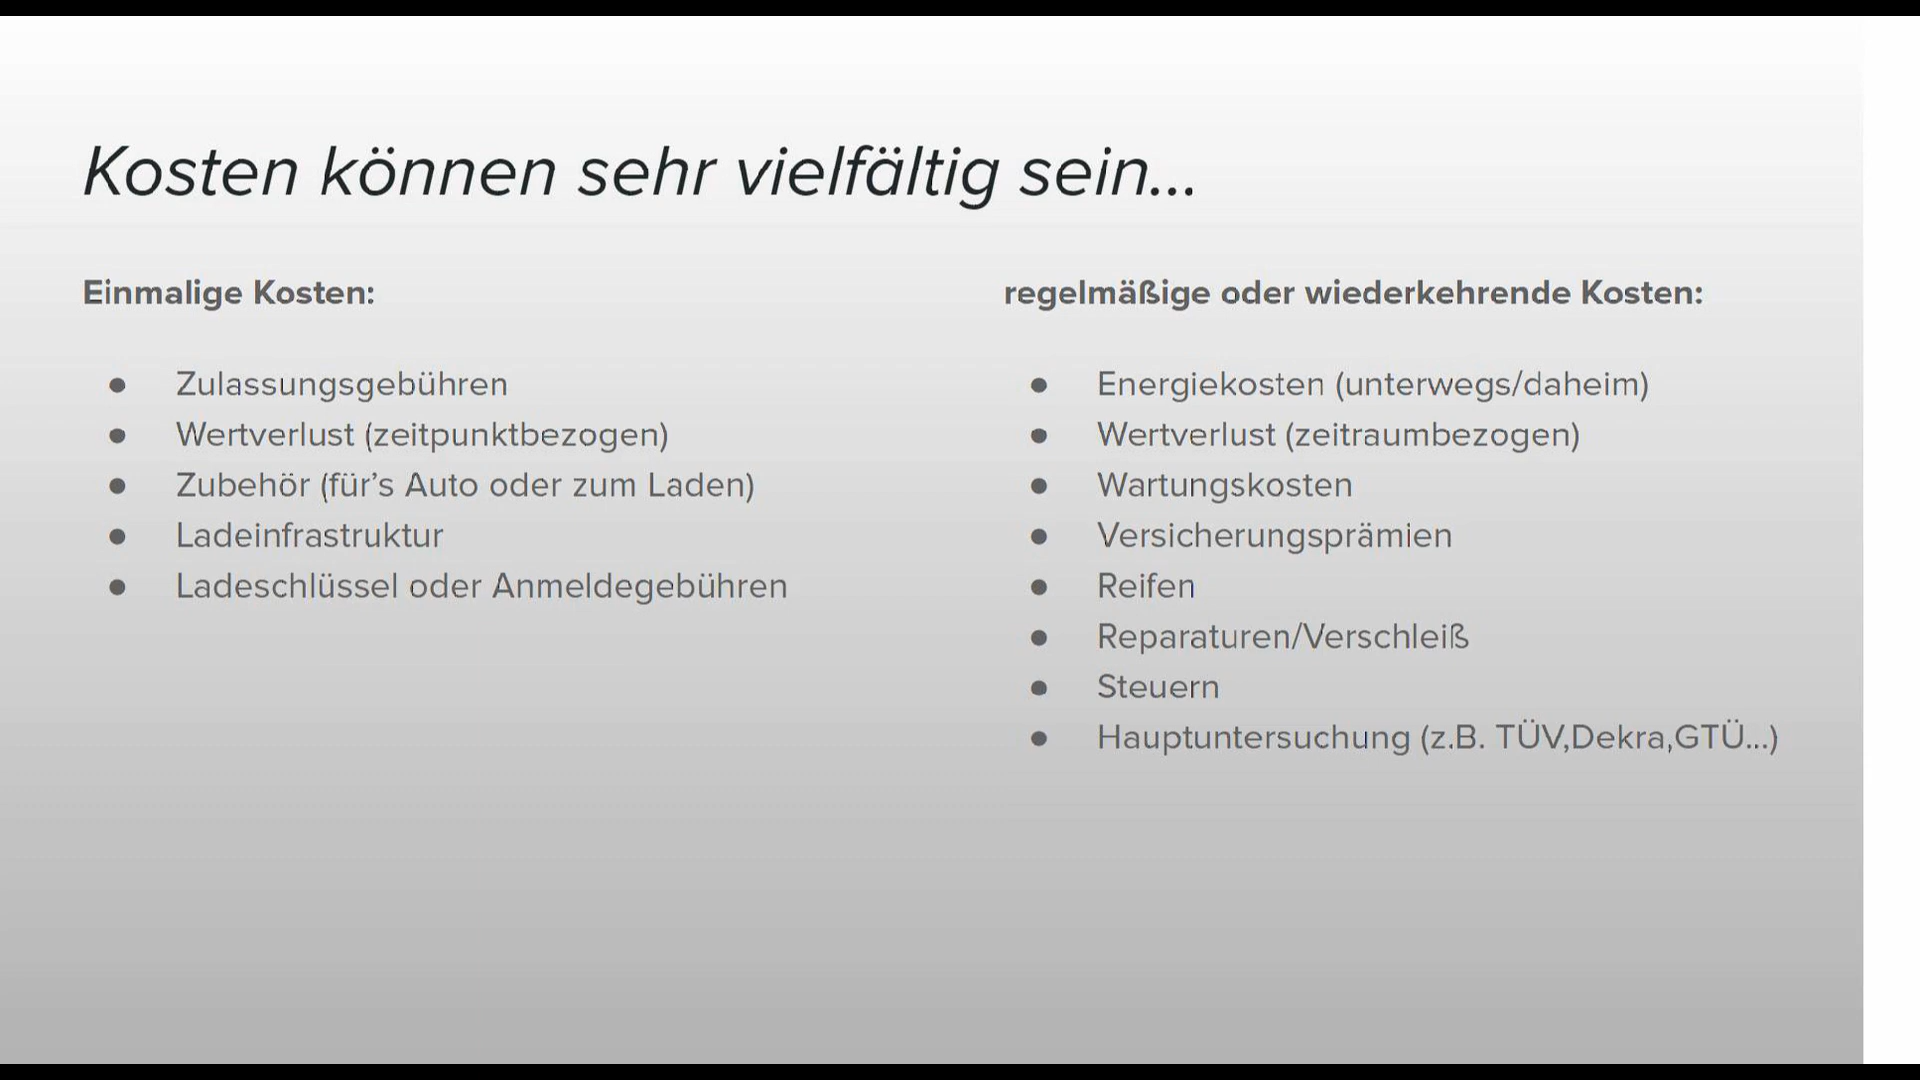 Kosten können sehr vielfältig sein...
Einmalige Kosten:
● Zulassungsgebühren
● Wertverlust (zeitpunktbezogen)
● Zubehör (für’s Auto oder zum Laden)
● Ladeinfrastruktur
● Ladeschlüssel oder Anmeldegebühren
regelmäßige oder wiederkehrende Kosten:
● Energiekosten (unterwegs/daheim)
● Wertverlust (zeitraumbezogen)
● Wartungskosten
● Versicherungsprämien
● Reifen
● Reparaturen/Verschleiß
● Steuern
● Hauptuntersuchung (z.B. TÜV,Dekra,GTÜ...)